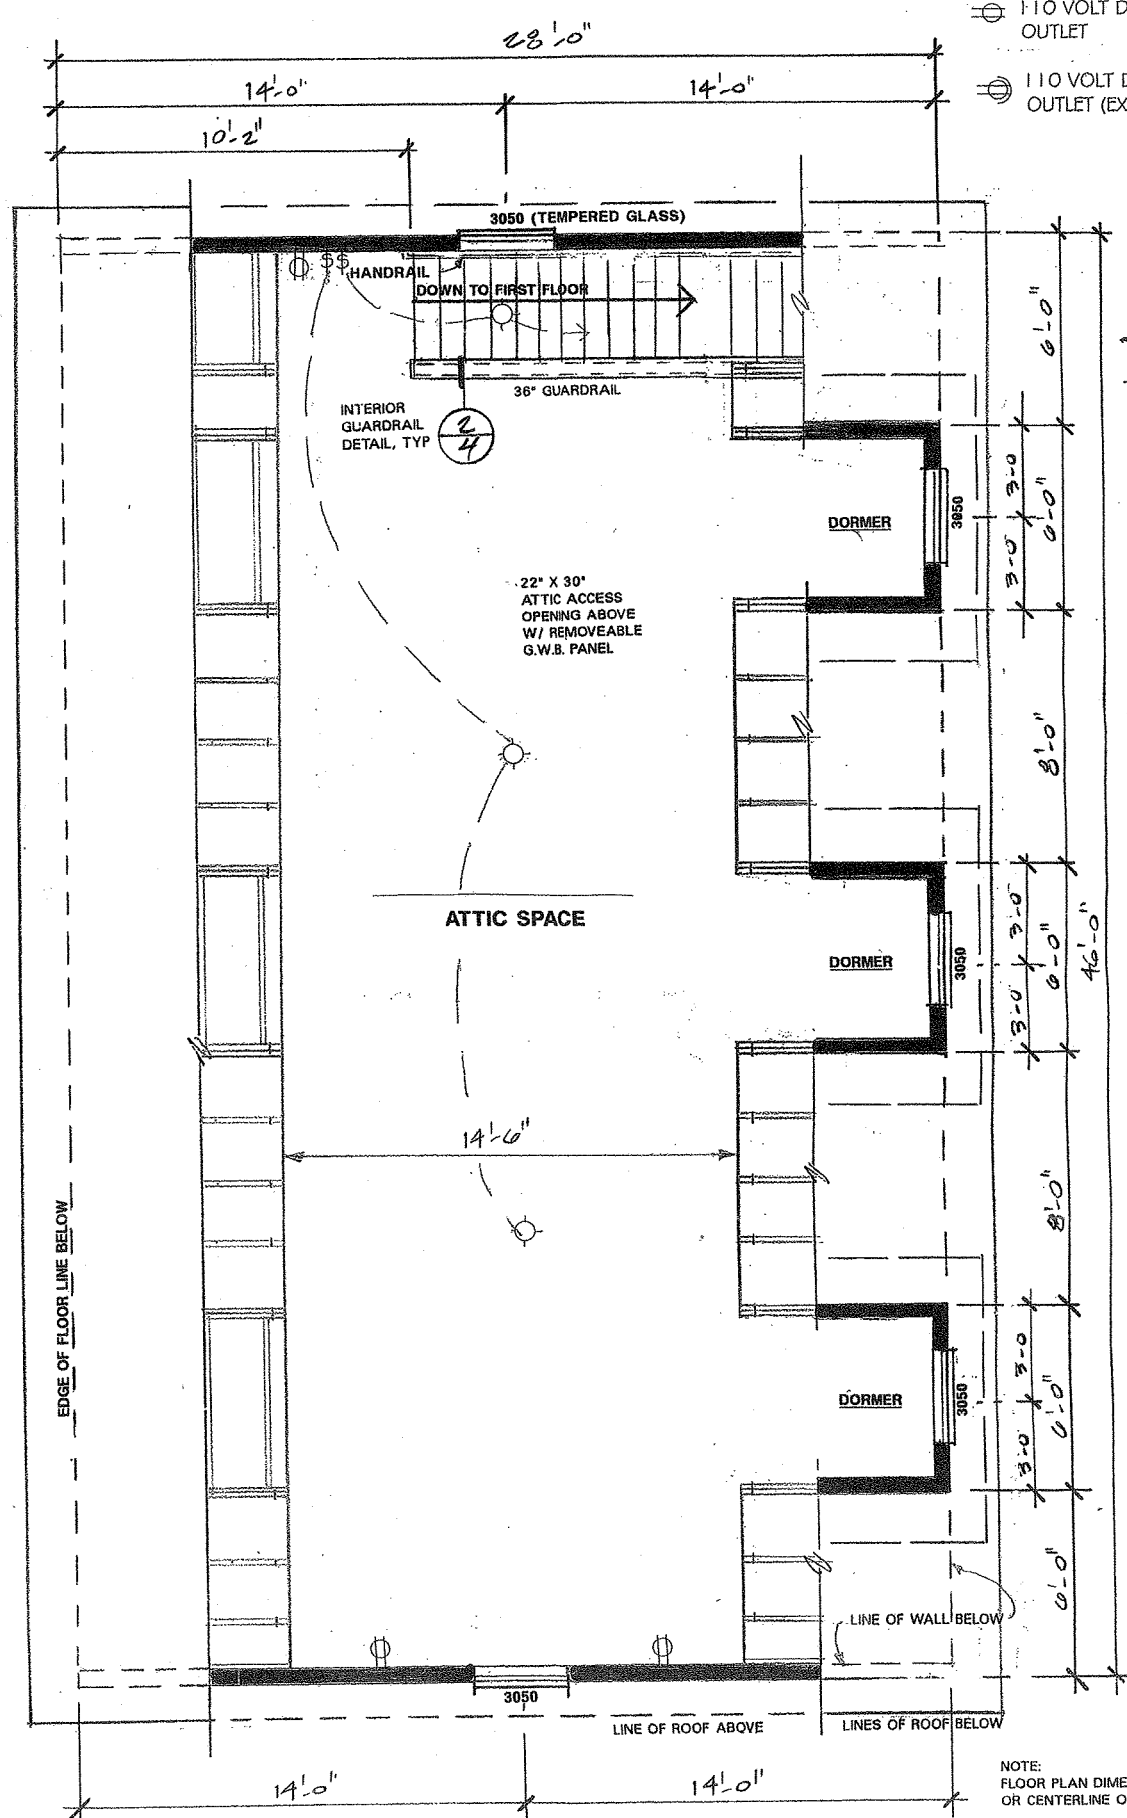 110 VOLT D
OUTLET
110 VOLT D
OUTLET (EX
28'-0"
14'-0"
14'-0"
10'-2"
3050 (TEMPERED GLASS)
$$
HANDRAIL
DOWN TO FIRST FLOOR
36" GUARDRAIL
INTERIOR
GUARDRAIL
DETAIL, TYP
2
4
6'-0"
3-0
3-0
6'-0"
DORMER
3050
22" X 30"
ATTIC ACCESS
OPENING ABOVE
W/ REMOVEABLE
G.W.B. PANEL
8'-0"
ATTIC SPACE
DORMER
3050
3-0
3-0
6'-0"
46'-0"
14'-6"
8'-0"
EDGE OF FLOOR LINE BELOW
DORMER
3050
3-0
3-0
6'-0"
6'-0"
LINE OF WALL BELOW
3050
LINE OF ROOF ABOVE
LINES OF ROOF BELOW
14'-0"
14'-0"
NOTE:
FLOOR PLAN DIME
OR CENTERLINE O